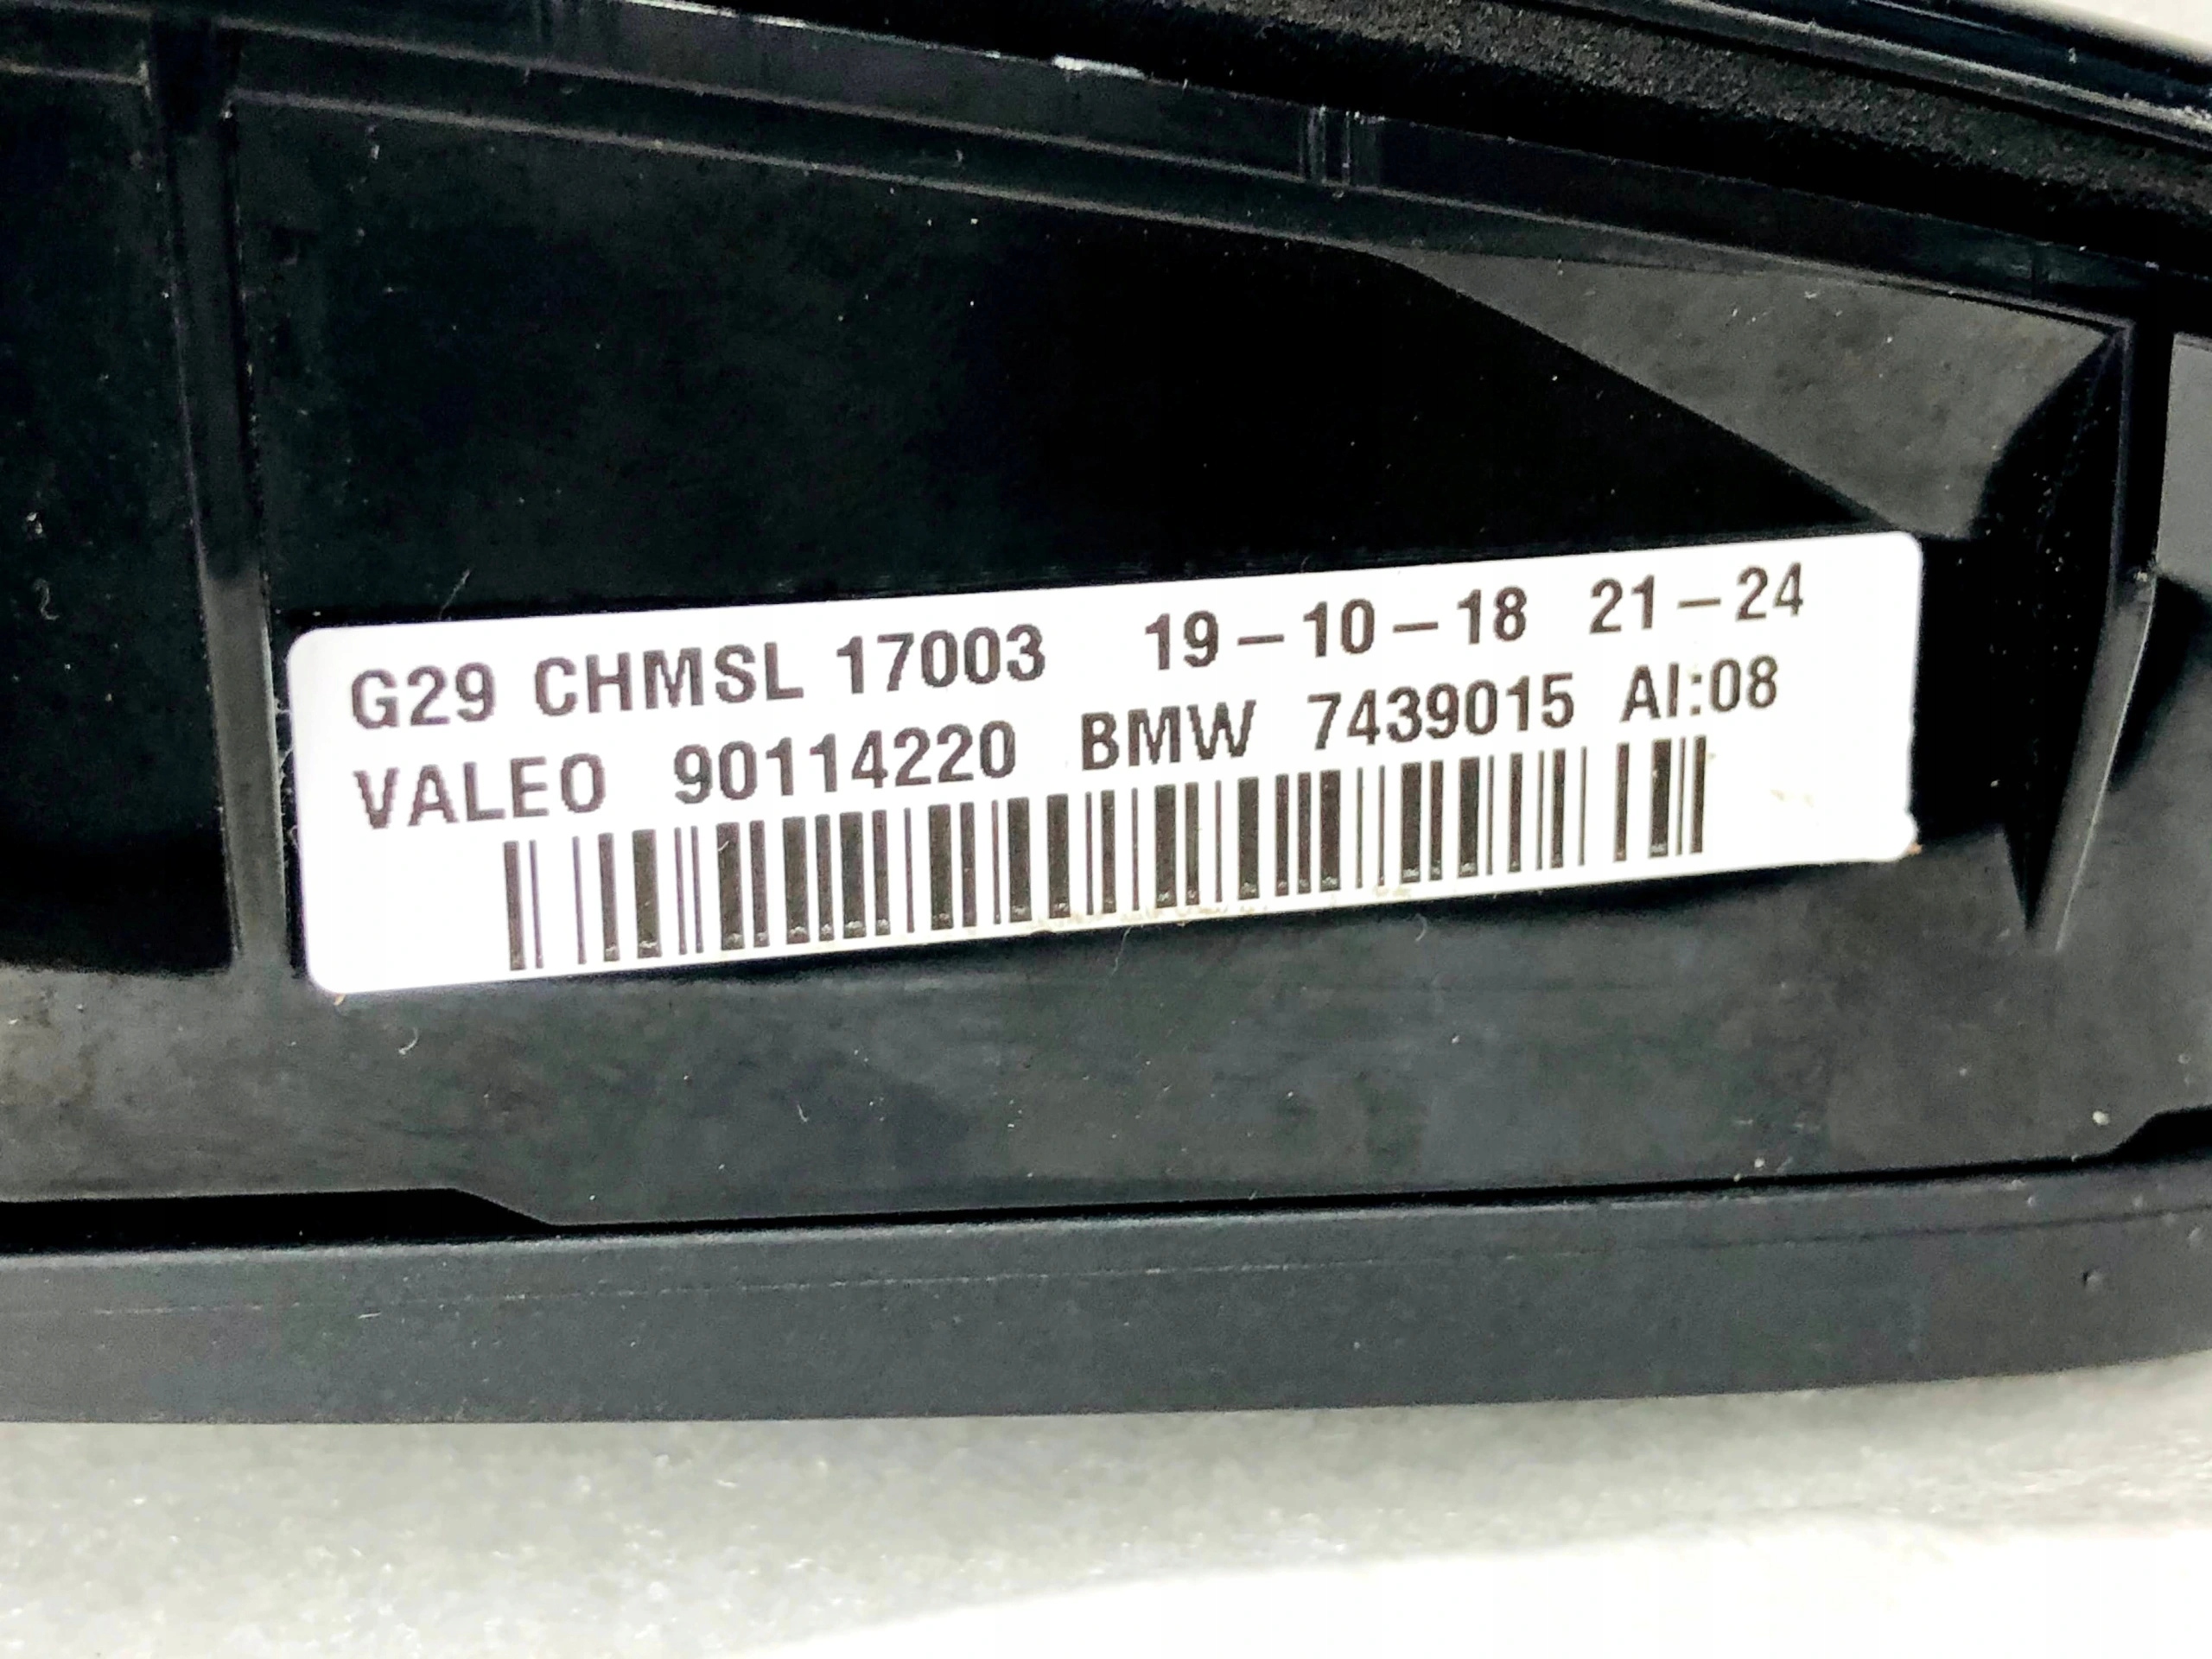 G29 CHMSL 17003 19-10-18 21-24
VALEO 90114220 BMW 7439015 AI:08